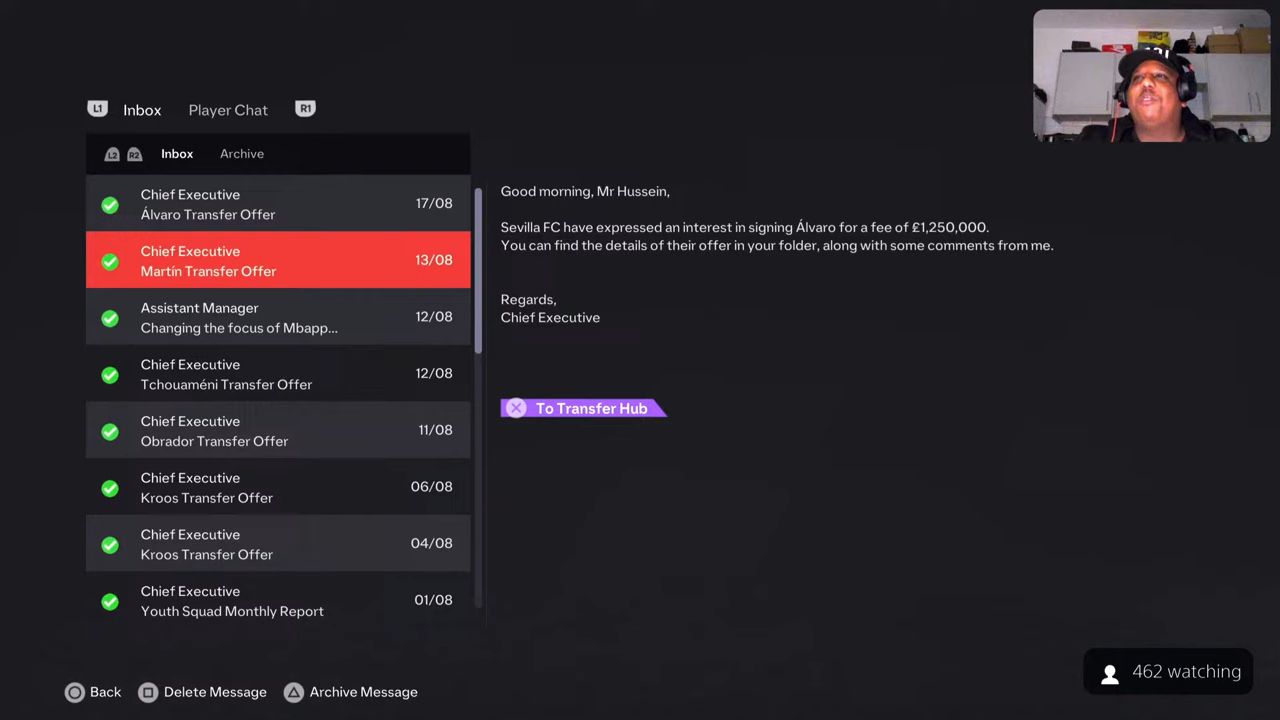 L1 Inbox Player Chat R1
L2 R2 Inbox Archive
Chief Executive
Álvaro Transfer Offer
17/08
Chief Executive
Martín Transfer Offer
13/08
Assistant Manager
Changing the focus of Mbapp...
12/08
Chief Executive
Tchouaméni Transfer Offer
12/08
Chief Executive
Obrador Transfer Offer
11/08
Chief Executive
Kroos Transfer Offer
06/08
Chief Executive
Kroos Transfer Offer
04/08
Chief Executive
Youth Squad Monthly Report
01/08
Good morning, Mr Hussein,
Sevilla FC have expressed an interest in signing Álvaro for a fee of £1,250,000.
You can find the details of their offer in your folder, along with some comments from me.
Regards,
Chief Executive
To Transfer Hub
Back Delete Message Archive Message
462 watching